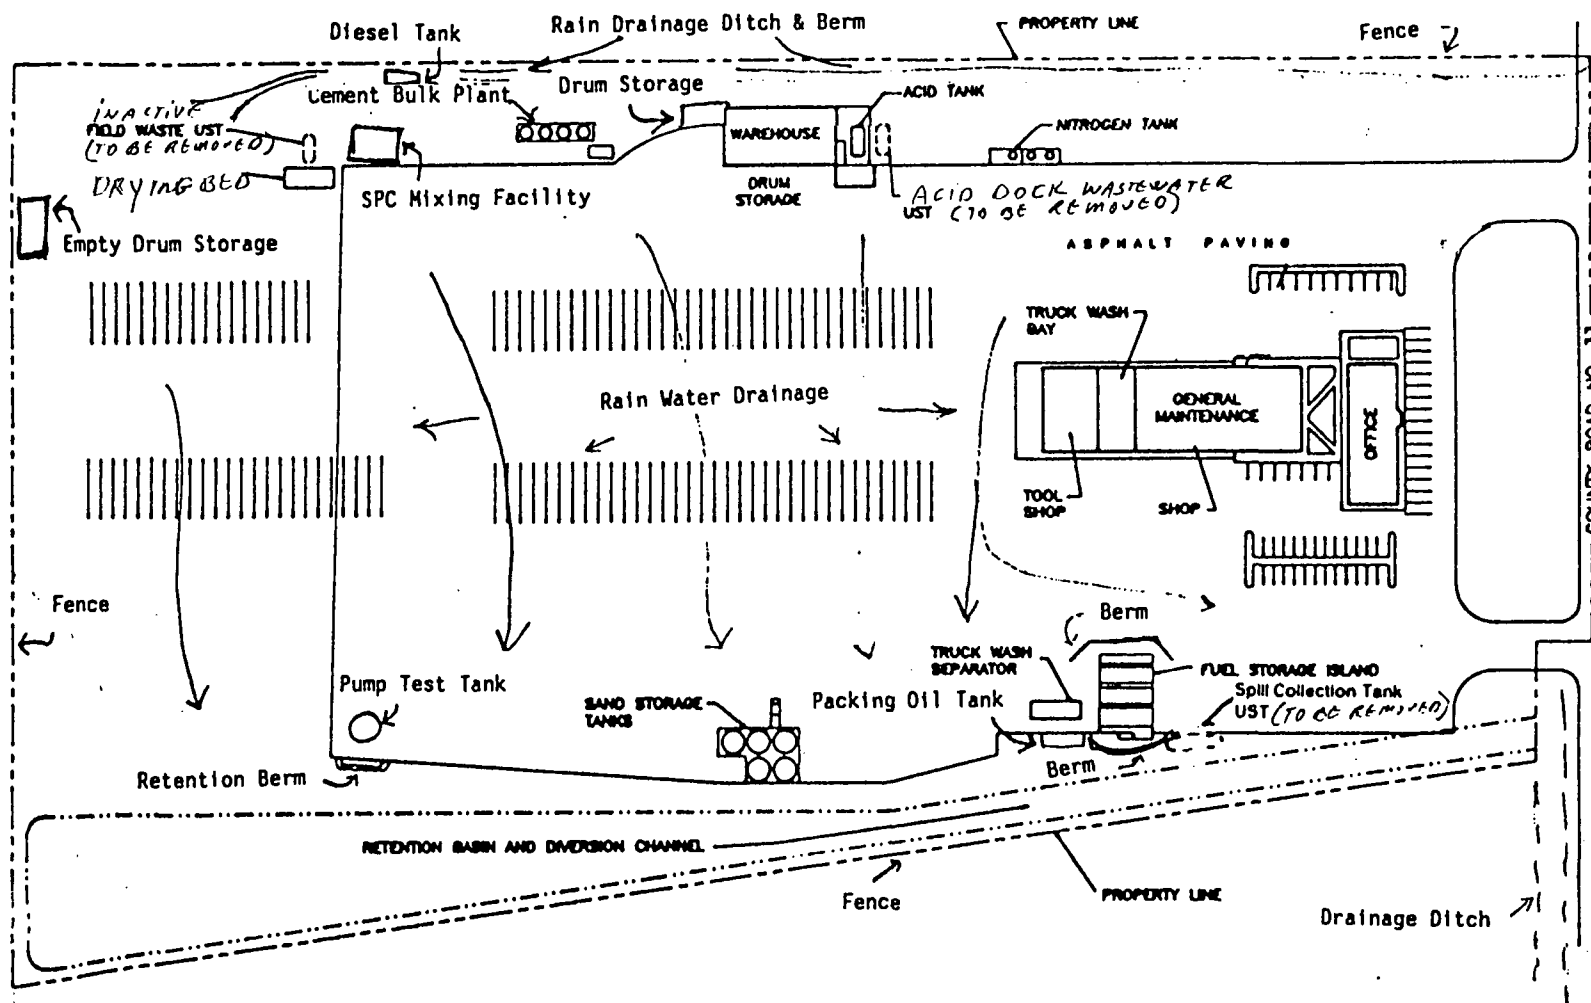 Diesel Tank
Rain Drainage Ditch & Berm
PROPERTY LINE
Fence
Cement Bulk Plant
Drum Storage
ACID TANK
INACTIVE
FIELD WASTE UST
(TO BE REMOVED)
WAREHOUSE
NITROGEN TANK
DRYING BED
SPC Mixing Facility
DRUM
STORAGE
ACID DOCK WASTEWATER
UST (TO BE REMOVED)
Empty Drum Storage
ASPHALT PAVING
TRUCK WASH
BAY
Rain Water Drainage
GENERAL
MAINTENANCE
OFFICE
COUNTY ROAD NO.
TOOL
SHOP
SHOP
Fence
Berm
TRUCK WASH
SEPARATOR
FUEL STORAGE ISLAND
Pump Test Tank
SAND STORAGE
TANKS
Packing Oil Tank
Spill Collection Tank
UST (TO BE REMOVED)
Retention Berm
Berm
RETENTION BASIN AND DIVERSION CHANNEL
Fence
PROPERTY LINE
Drainage Ditch